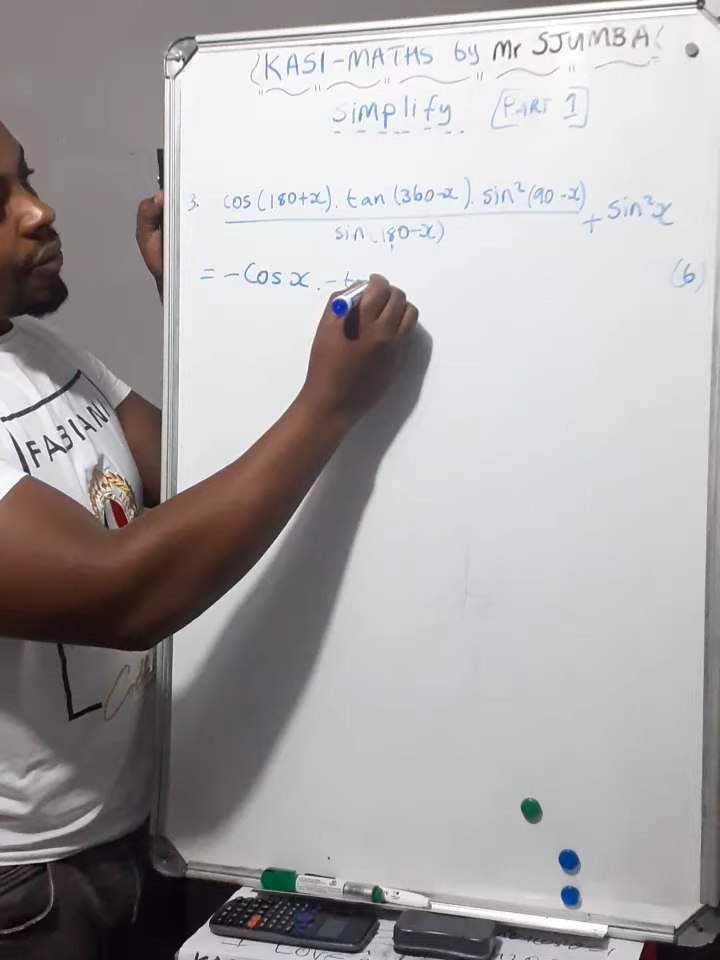 KASI-MATHS by Mr SJUMBA
simplify [PART 1]
3. cos(180+x).tan(360-x).sin²(90-x) + sin²x
sin(180-x)
= -Cos x . -t
(6)
FABIANI